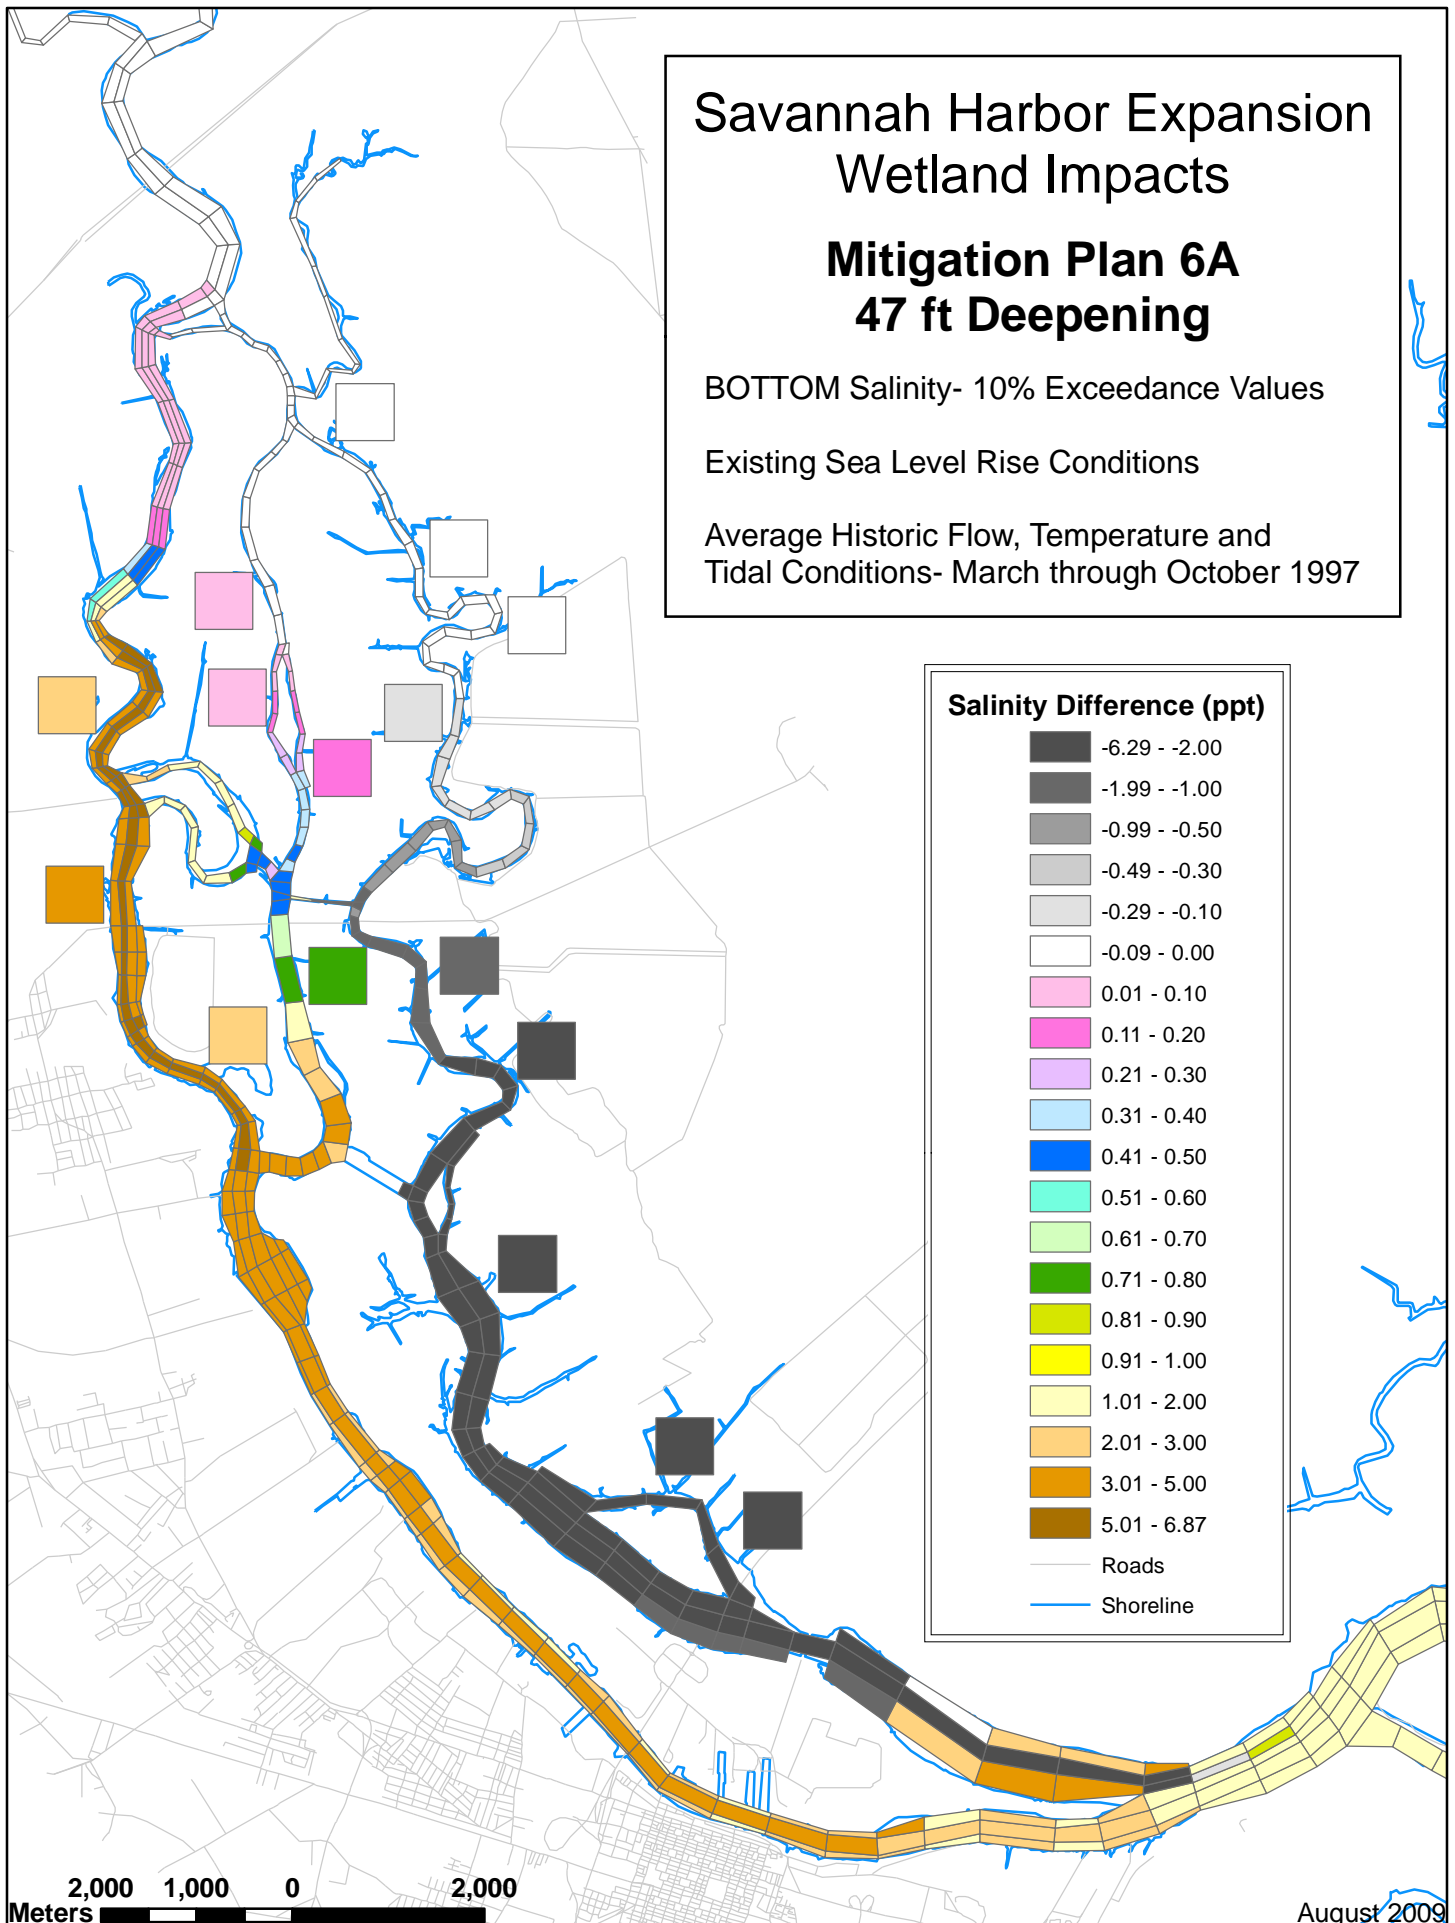 Savannah Harbor Expansion
Wetland Impacts
Mitigation Plan 6A
47 ft Deepening
BOTTOM Salinity- 10% Exceedance Values
Existing Sea Level Rise Conditions
Average Historic Flow, Temperature and
Tidal Conditions- March through October 1997
Salinity Difference (ppt)
-6.29 - -2.00
-1.99 - -1.00
-0.99 - -0.50
-0.49 - -0.30
-0.29 - -0.10
-0.09 - 0.00
0.01 - 0.10
0.11 - 0.20
0.21 - 0.30
0.31 - 0.40
0.41 - 0.50
0.51 - 0.60
0.61 - 0.70
0.71 - 0.80
0.81 - 0.90
0.91 - 1.00
1.01 - 2.00
2.01 - 3.00
3.01 - 5.00
5.01 - 6.87
Roads
Shoreline
2,000 1,000 0 2,000
Meters
August 2009